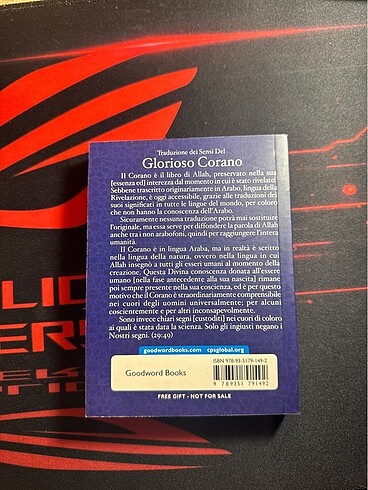 Traduzione dei Sensi Del
Glorioso Corano
Il Corano è il libro di Allah, preservato nella sua
[essenza ed] interezza dal momento in cui è stato rivelato.
Sebbene trascritto originariamente in Arabo, lingua della
Rivelazione, è oggi accessibile, grazie alle traduzioni dei
suoi significati in tutte le lingue del mondo, per coloro
che non hanno la conoscenza dell'Arabo.
Sicuramente nessuna traduzione potrà mai sostituire
l'originale, ma essa serve per diffondere la parola di Allah
anche tra i non arabofoni, quindi per raggiungere l'intera
umanità.
Il Corano è in lingua Araba, ma in realtà è scritto
nella lingua della natura, ovvero nella lingua in cui
Allah insegnò a tutti gli esseri umani al momento della
creazione. Questa Divina conoscenza donata all'essere
umano [nella fase antecedente alla sua nascita] rimane
poi sempre presente nella sua coscienza, ed è per questo
motivo che il Corano è straordinariamente comprensibile
nei cuori degli uomini universalmente; per alcuni
coscientemente e per altri inconsapevolmente.
Sono invece chiari segni [custoditi] nei cuori di coloro
ai quali è stata data la scienza. Solo gli ingiusti negano i
Nostri segni. (29:49)
goodwordbooks.com cpsglobal.org
ISBN 978-93-5179-149-2
Goodword Books
9 789351 791492
FREE GIFT - NOT FOR SALE